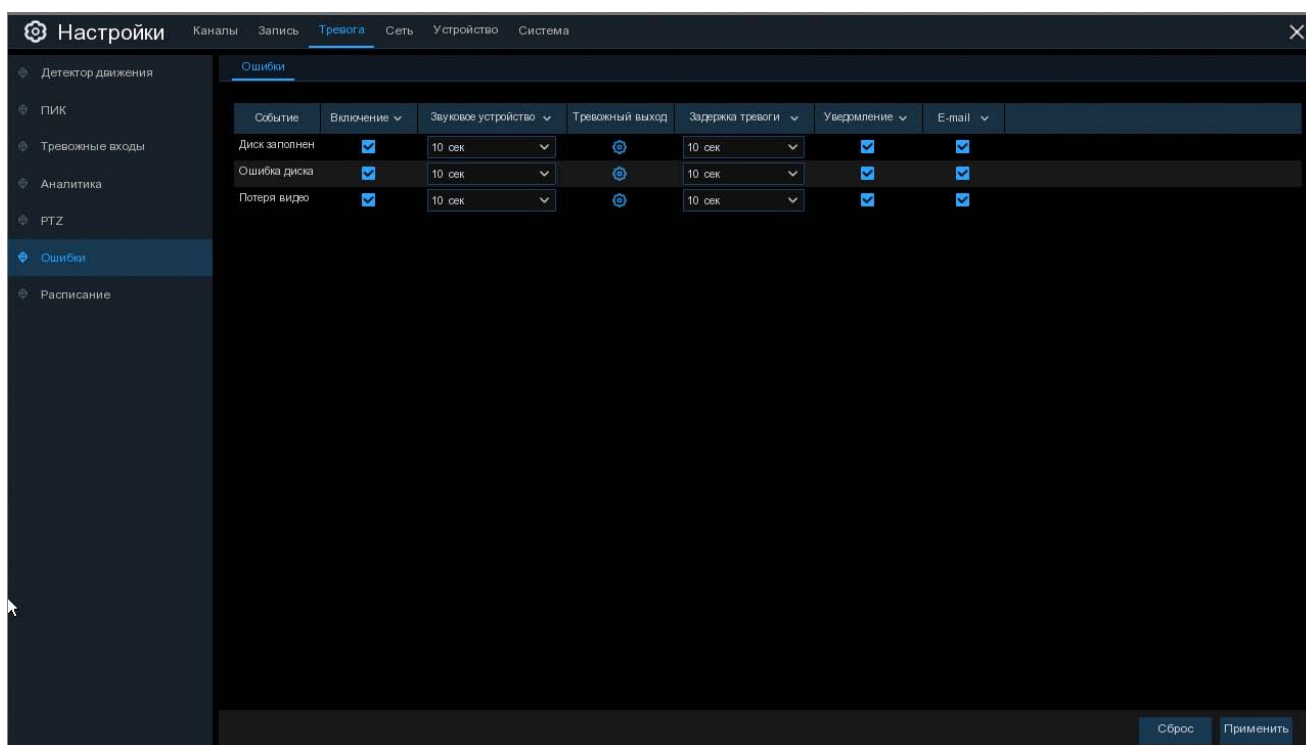 Настройки Каналы Запись Тревога Сеть Устройство Система
Детектор движения
ПИК
Тревожные входы
Аналитика
PTZ
Ошибки
Расписание
Ошибки
Событие Включение Звуковое устройство Тревожный выход Задержка тревоги Уведомление E-mail
Диск заполнен 10 сек 10 сек
Ошибка диска 10 сек 10 сек
Потеря видео 10 сек 10 сек
Сброс Применить